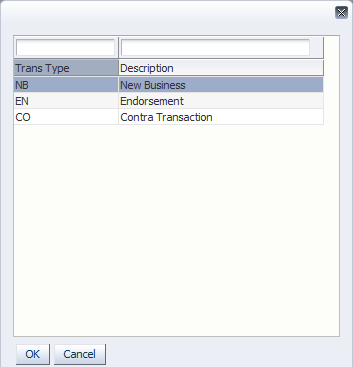 Trans Type Description
NB New Business
EN Endorsement
CO Contra Transaction
OK Cancel